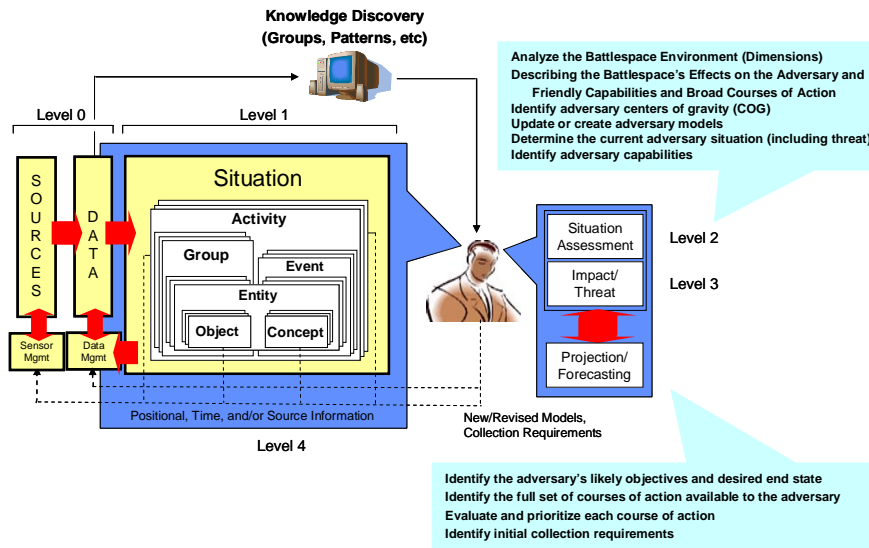 Knowledge Discovery
(Groups, Patterns, etc)
Analyze the Battlespace Environment (Dimensions)
Describing the Battlespace's Effects on the Adversary and
Friendly Capabilities and Broad Courses of Action
Identify adversary centers of gravity (COG)
Update or create adversary models
Determine the current adversary situation (including threat)
Identify adversary capabilities
Level 0
Level 1
SOURCES
DATA
Situation
Activity
Group
Event
Entity
Object
Concept
Situation
Assessment
Level 2
Impact/
Threat
Level 3
Projection/
Forecasting
Sensor
Mgmt
Data
Mgmt
Positional, Time, and/or Source Information
New/Revised Models,
Collection Requirements
Level 4
Identify the adversary's likely objectives and desired end state
Identify the full set of courses of action available to the adversary
Evaluate and prioritize each course of action
Identify initial collection requirements